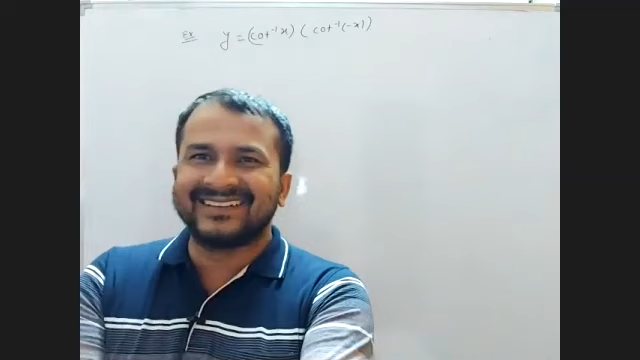 Ex y = (cot⁻¹x) (cot⁻¹(-x))